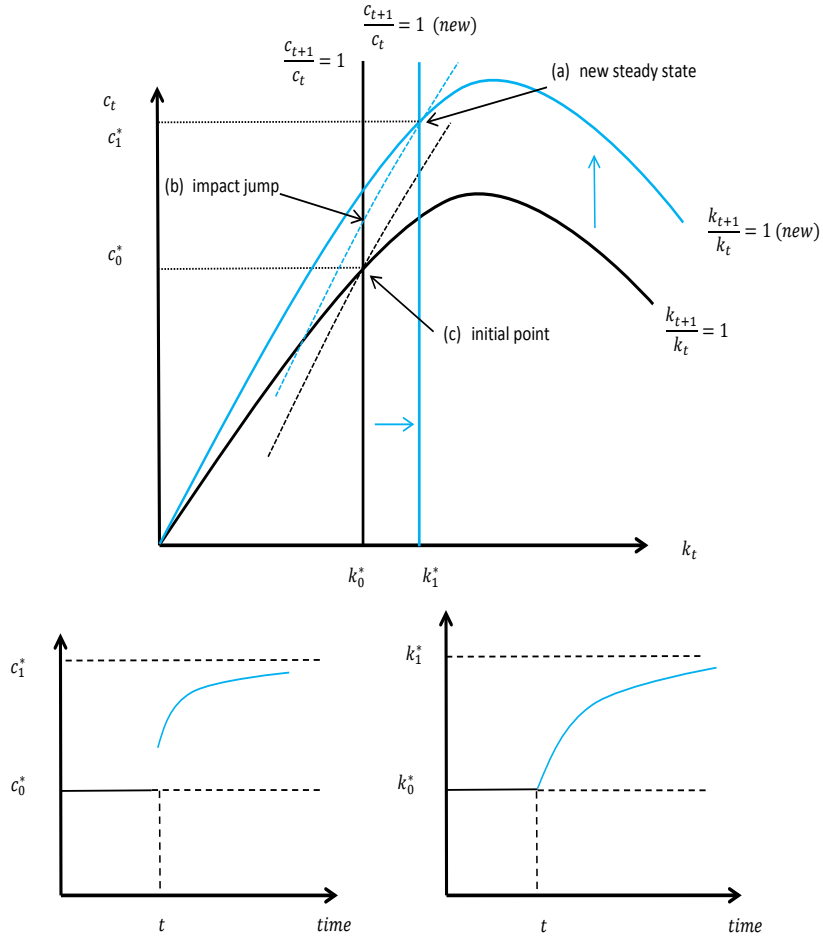 c_{t+1}/c_t = 1 (new)
c_{t+1}/c_t = 1
(a) new steady state
c_t
c_1^*
(b) impact jump
k_{t+1}/k_t = 1 (new)
c_0^*
(c) initial point
k_{t+1}/k_t = 1
k_t
k_0^* k_1^*
c_1^*
c_0^*
t time
k_1^*
k_0^*
t time